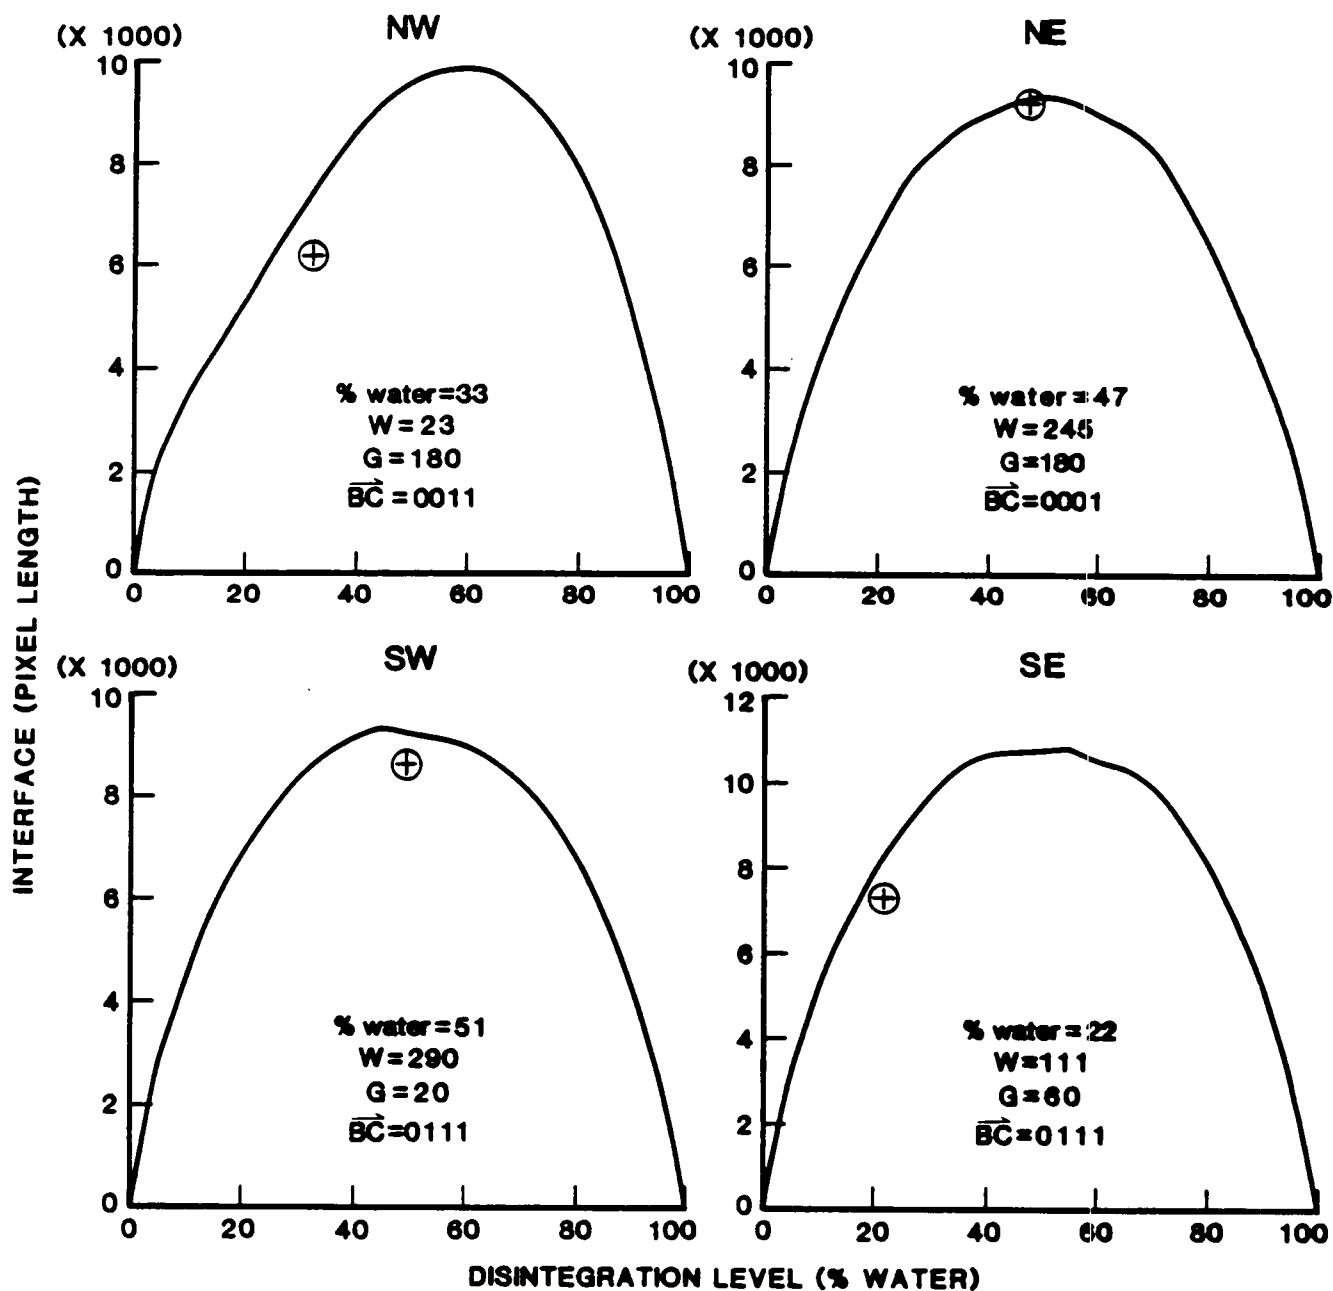 INTERFACE (PIXEL LENGTH)
NW
(X 1000)
10
8
6
4
2
0
0 20 40 60 80 100
% water=33
W=23
G=180
BC=0011
NE
(X 1000)
10
8
6
4
2
0
0 20 40 60 80 100
% water=47
W=245
G=180
BC=0001
SW
(X 1000)
10
8
6
4
2
0
0 20 40 60 80 100
% water=51
W=290
G=20
BC=0111
SE
(X 1000)
12
10
8
6
4
2
0
0 20 40 60 80 100
% water=22
W=111
G=60
BC=0111
DISINTEGRATION LEVEL (% WATER)